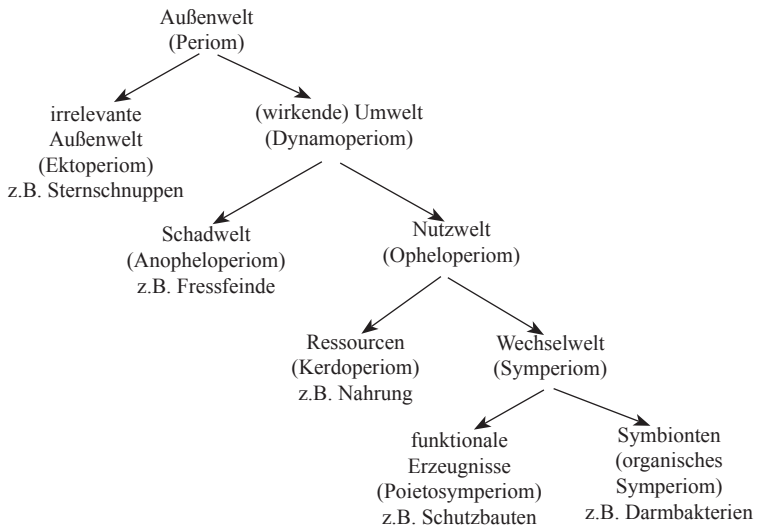 Außenwelt
(Periom)
irrelevante
Außenwelt
(Ektoperiom)
z.B. Sternschnuppen
(wirkende) Umwelt
(Dynamoperiom)
Schadwelt
(Anopheloperiom)
z.B. Fressfeinde
Nutzwelt
(Opheloperiom)
Ressourcen
(Kerdoperiom)
z.B. Nahrung
Wechselwelt
(Symperiom)
funktionale
Erzeugnisse
(Poietosymperiom)
z.B. Schutzbauten
Symbionten
(organisches
Symperiom)
z.B. Darmbakterien